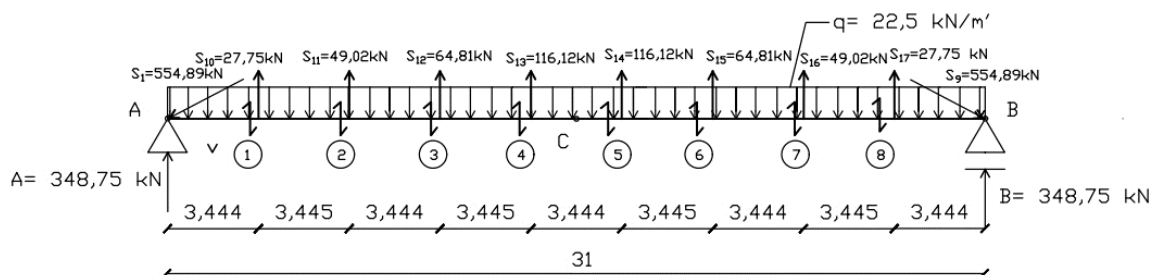 q= 22,5 kN/m'
S10=27,75kN S11=49,02kN S12=64,81kN S13=116,12kN S14=116,12kN S15=64,81kN S16=49,02kN S17=27,75 kN
S1=554,89kN S9=554,89kN
A B
C
V 1 2 3 4 5 6 7 8
A= 348,75 kN B= 348,75 kN
3,444 3,445 3,444 3,445 3,444 3,445 3,444 3,445 3,444
31